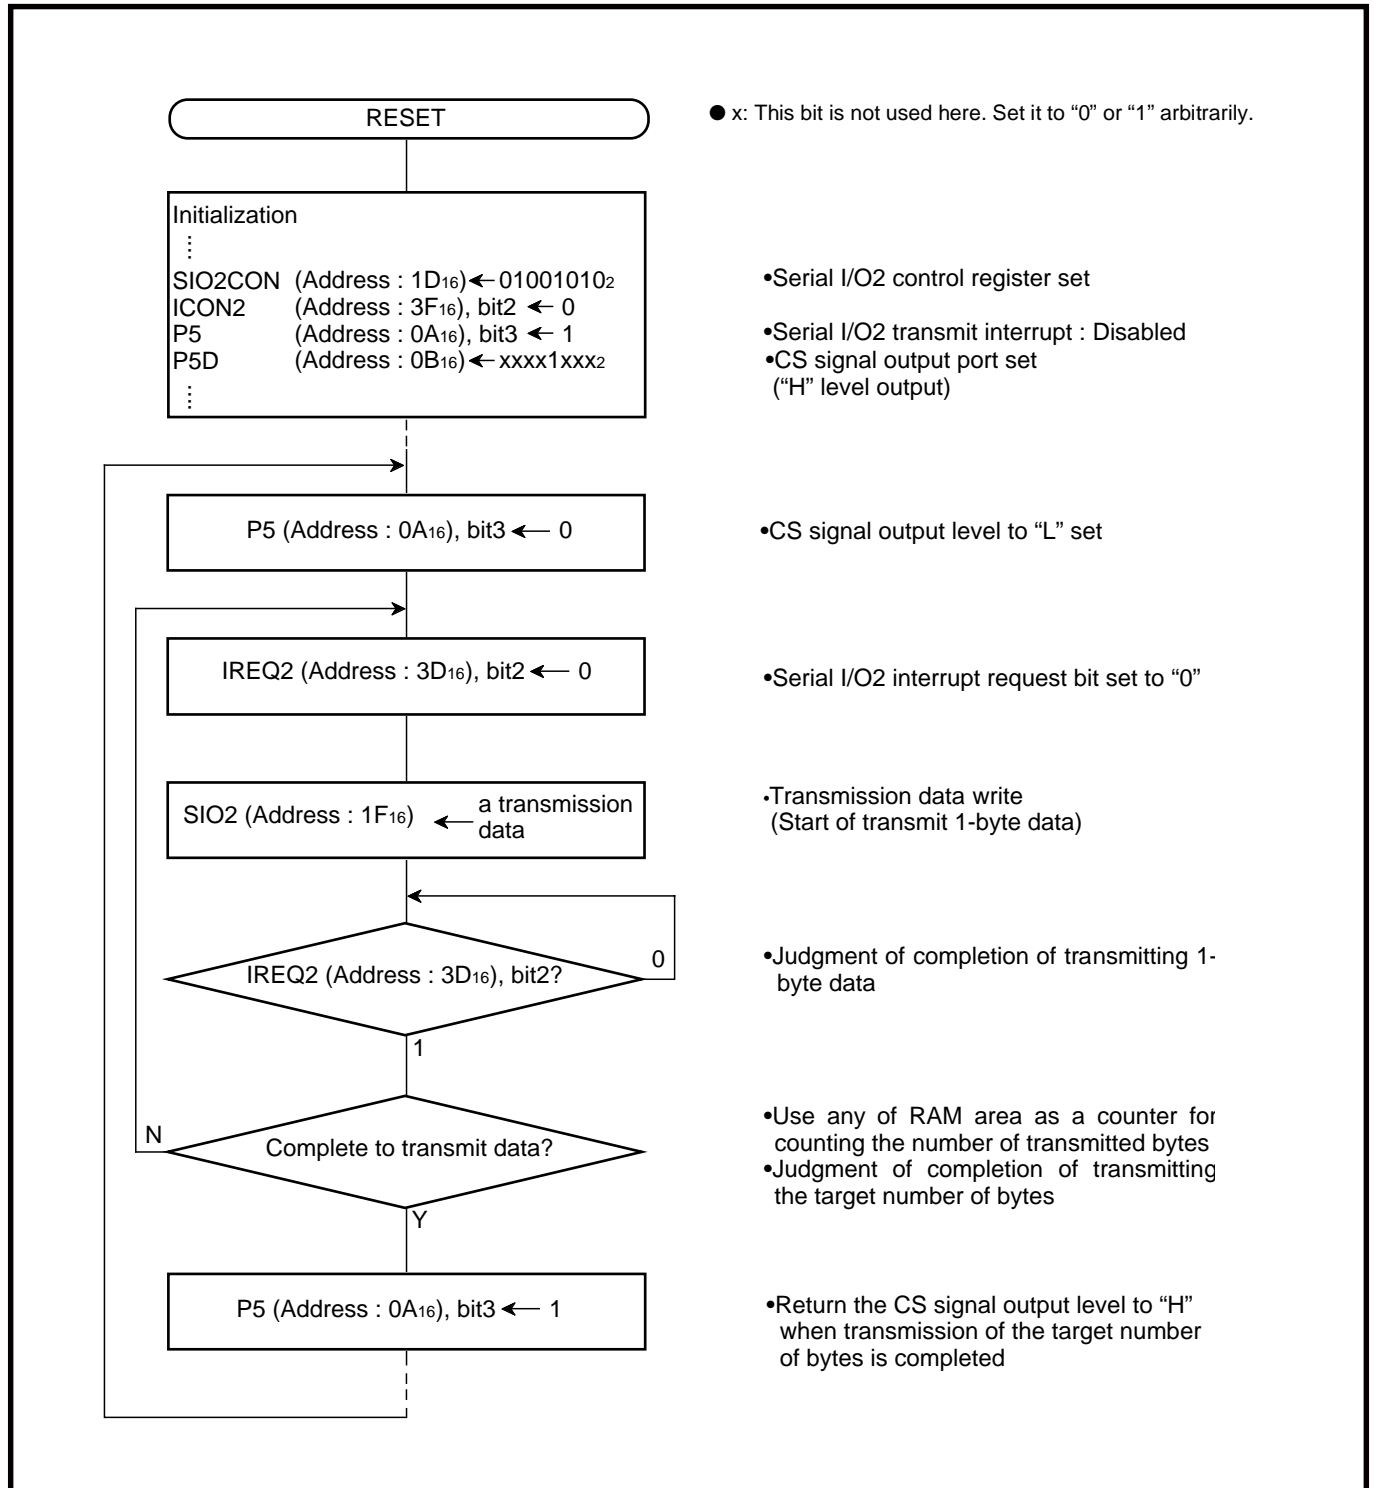 RESET
● x: This bit is not used here. Set it to “0” or “1” arbitrarily.
Initialization
SIO2CON (Address : 1D₁₆) ← 01001010₂
•Serial I/O2 control register set
ICON2 (Address : 3F₁₆), bit2 ← 0
P5 (Address : 0A₁₆), bit3 ← 1
•Serial I/O2 transmit interrupt : Disabled
P5D (Address : 0B₁₆) ← xxxx1xxx₂
•CS signal output port set
(“H” level output)
P5 (Address : 0A₁₆), bit3 ← 0
•CS signal output level to “L” set
IREQ2 (Address : 3D₁₆), bit2 ← 0
•Serial I/O2 interrupt request bit set to “0”
SIO2 (Address : 1F₁₆) ← a transmission
data
•Transmission data write
(Start of transmit 1-byte data)
IREQ2 (Address : 3D₁₆), bit2?
0
1
•Judgment of completion of transmitting 1-
byte data
Complete to transmit data?
N
Y
•Use any of RAM area as a counter for
counting the number of transmitted bytes
•Judgment of completion of transmitting
the target number of bytes
P5 (Address : 0A₁₆), bit3 ← 1
•Return the CS signal output level to “H”
when transmission of the target number
of bytes is completed